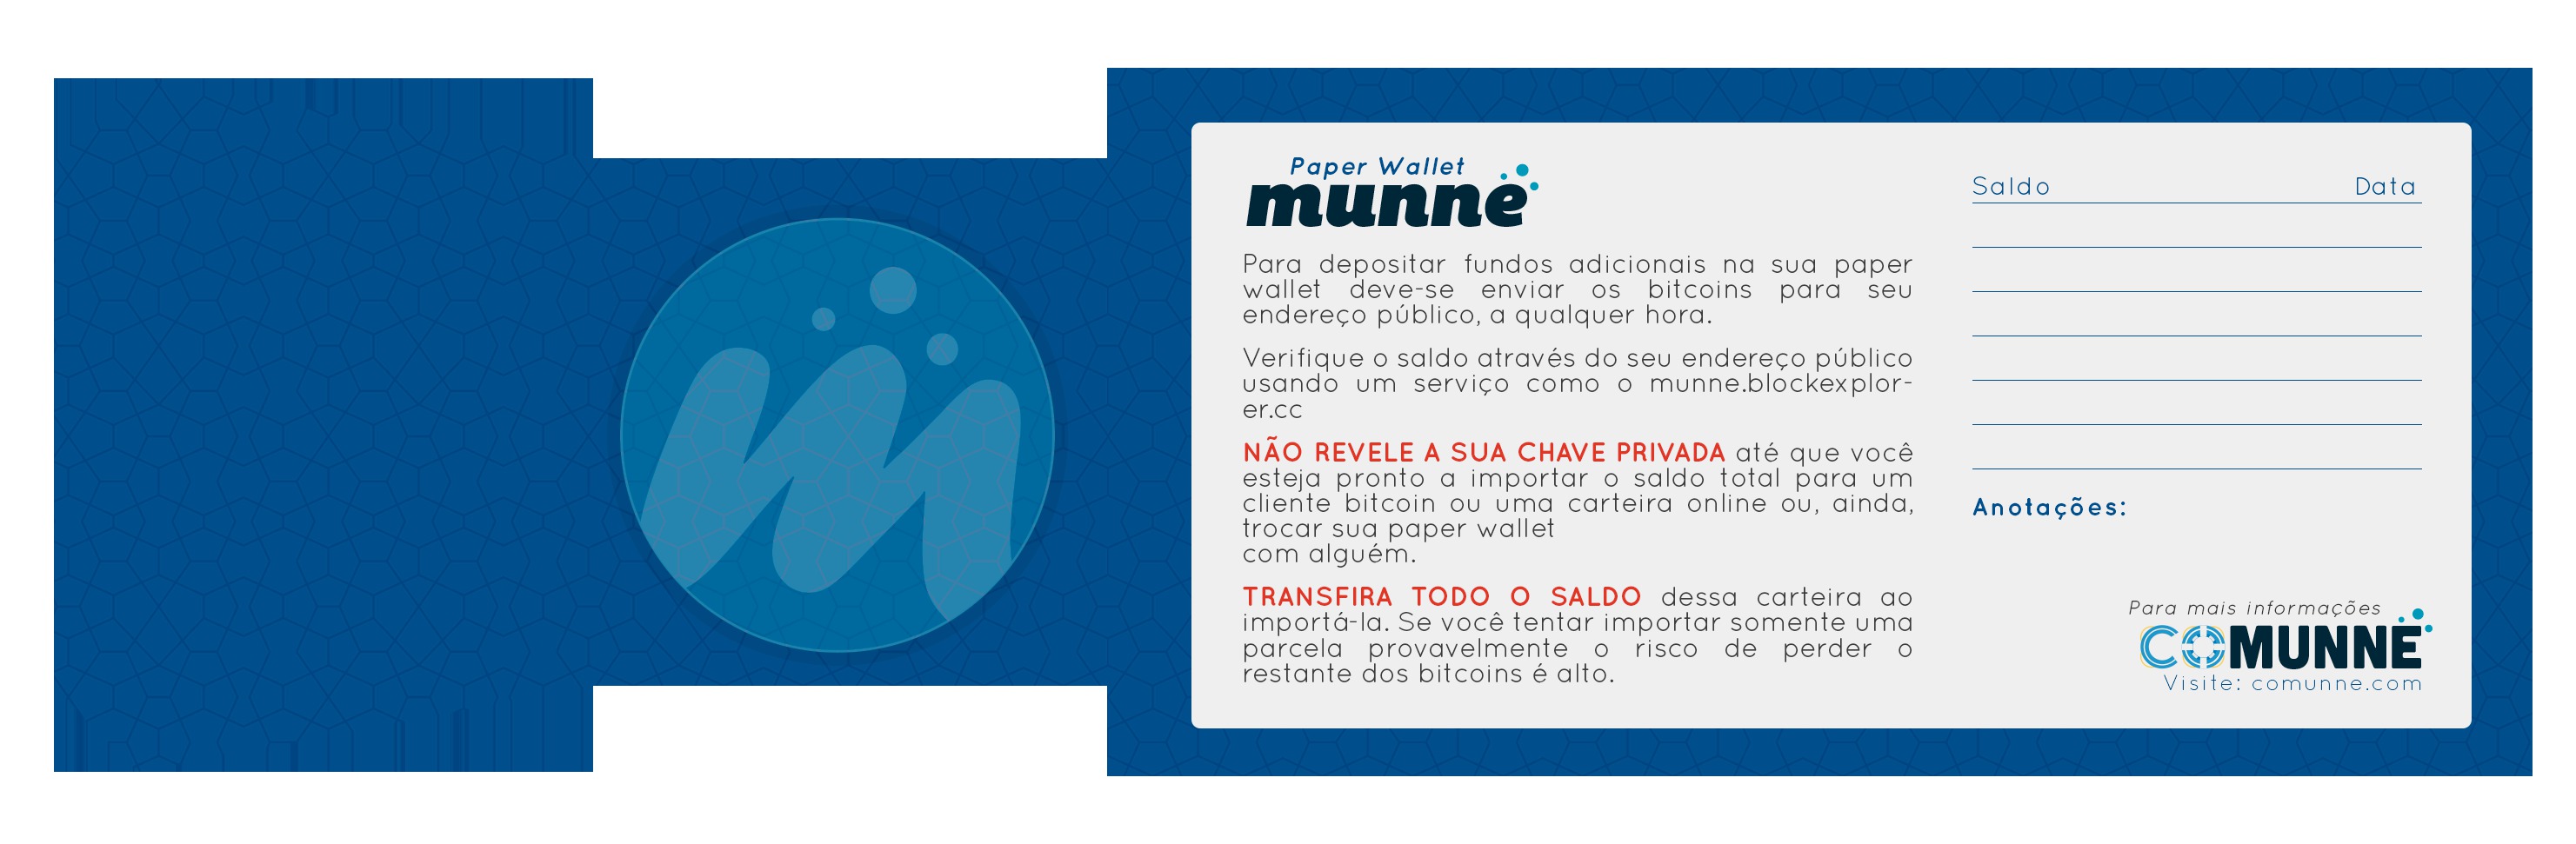 Paper Wallet
munne
Para depositar fundos adicionais na sua paper
wallet deve-se enviar os bitcoins para seu
endereço público, a qualquer hora.
Verifique o saldo através do seu endereço público
usando um serviço como o munne.blockexplor-
er.cc
NÃO REVELE A SUA CHAVE PRIVADA até que você
esteja pronto a importar o saldo total para um
cliente bitcoin ou uma carteira online ou, ainda,
trocar sua paper wallet
com alguém.
TRANSFIRA TODO O SALDO dessa carteira ao
importá-la. Se você tentar importar somente uma
parcela provavelmente o risco de perder o
restante dos bitcoins é alto.
Saldo Data
Anotações:
Para mais informações
COMUNNE
Visite: comunne.com